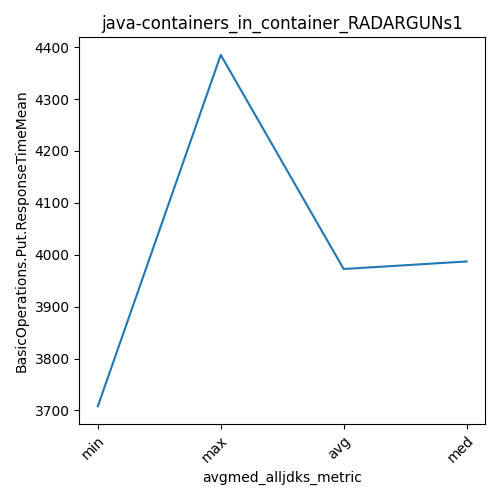 java-containers_in_container_RADARGUNs1
BasicOperations.Put.ResponseTimeMean
4400
4300
4200
4100
4000
3900
3800
3700
min
max
avg
med
avgmed_alljdks_metric